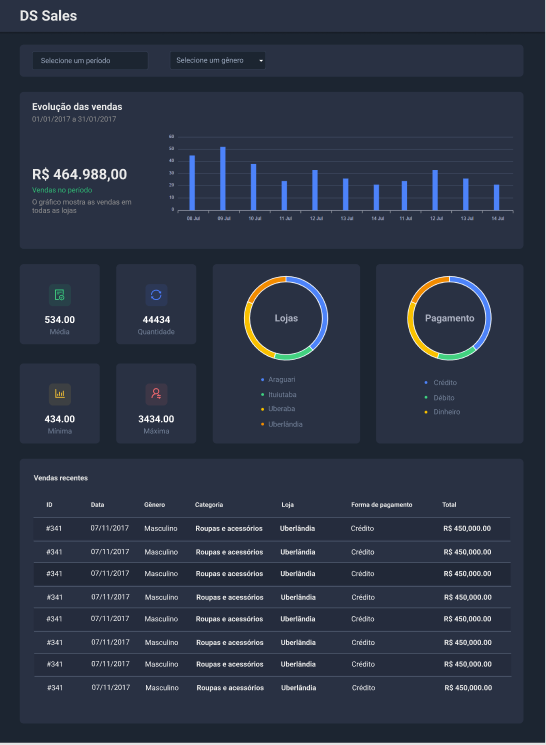 DS Sales
Selecione um período
Selecione um gênero
Evolução das vendas
01/01/2017 a 31/01/2017
R$ 464.988,00
Vendas no período
O gráfico mostra as vendas em
todas as lojas
60
50
40
30
20
10
0
08 Jul 09 Jul 10 Jul 11 Jul 12 Jul 13 Jul 14 Jul 11 Jul 12 Jul 13 Jul 14 Jul
534.00
Média
44434
Quantidade
434.00
Mínima
3434.00
Máxima
Lojas
Araguari
Ituiutaba
Uberaba
Uberlândia
Pagamento
Crédito
Débito
Dinheiro
Vendas recentes
ID Data Gênero Categoria Loja Forma de pagamento Total
#341 07/11/2017 Masculino Roupas e acessórios Uberlândia Crédito R$ 450,000.00
#341 07/11/2017 Masculino Roupas e acessórios Uberlândia Crédito R$ 450,000.00
#341 07/11/2017 Masculino Roupas e acessórios Uberlândia Crédito R$ 450,000.00
#341 07/11/2017 Masculino Roupas e acessórios Uberlândia Crédito R$ 450,000.00
#341 07/11/2017 Masculino Roupas e acessórios Uberlândia Crédito R$ 450,000.00
#341 07/11/2017 Masculino Roupas e acessórios Uberlândia Crédito R$ 450,000.00
#341 07/11/2017 Masculino Roupas e acessórios Uberlândia Crédito R$ 450,000.00
#341 07/11/2017 Masculino Roupas e acessórios Uberlândia Crédito R$ 450,000.00